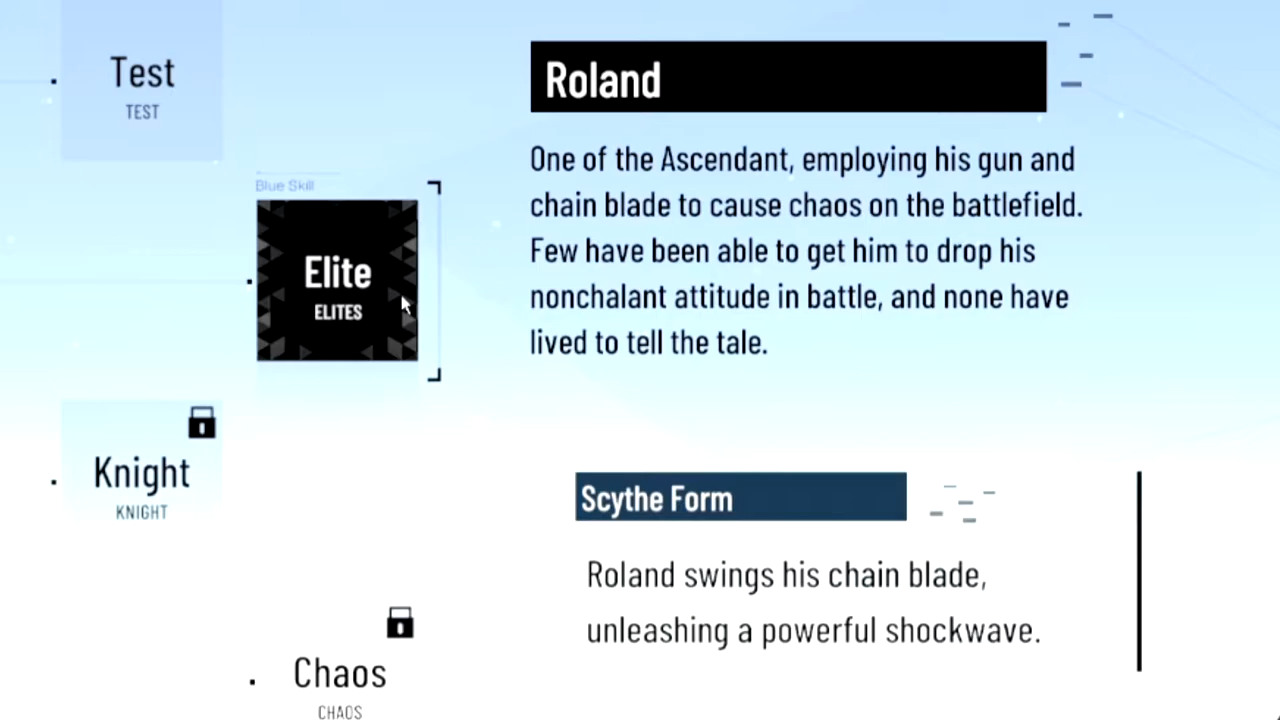 Test
TEST
Blue Skill
Elite
ELITES
Knight
KNIGHT
Chaos
CHAOS
Roland
One of the Ascendant, employing his gun and
chain blade to cause chaos on the battlefield.
Few have been able to get him to drop his
nonchalant attitude in battle, and none have
lived to tell the tale.
Scythe Form
Roland swings his chain blade,
unleashing a powerful shockwave.